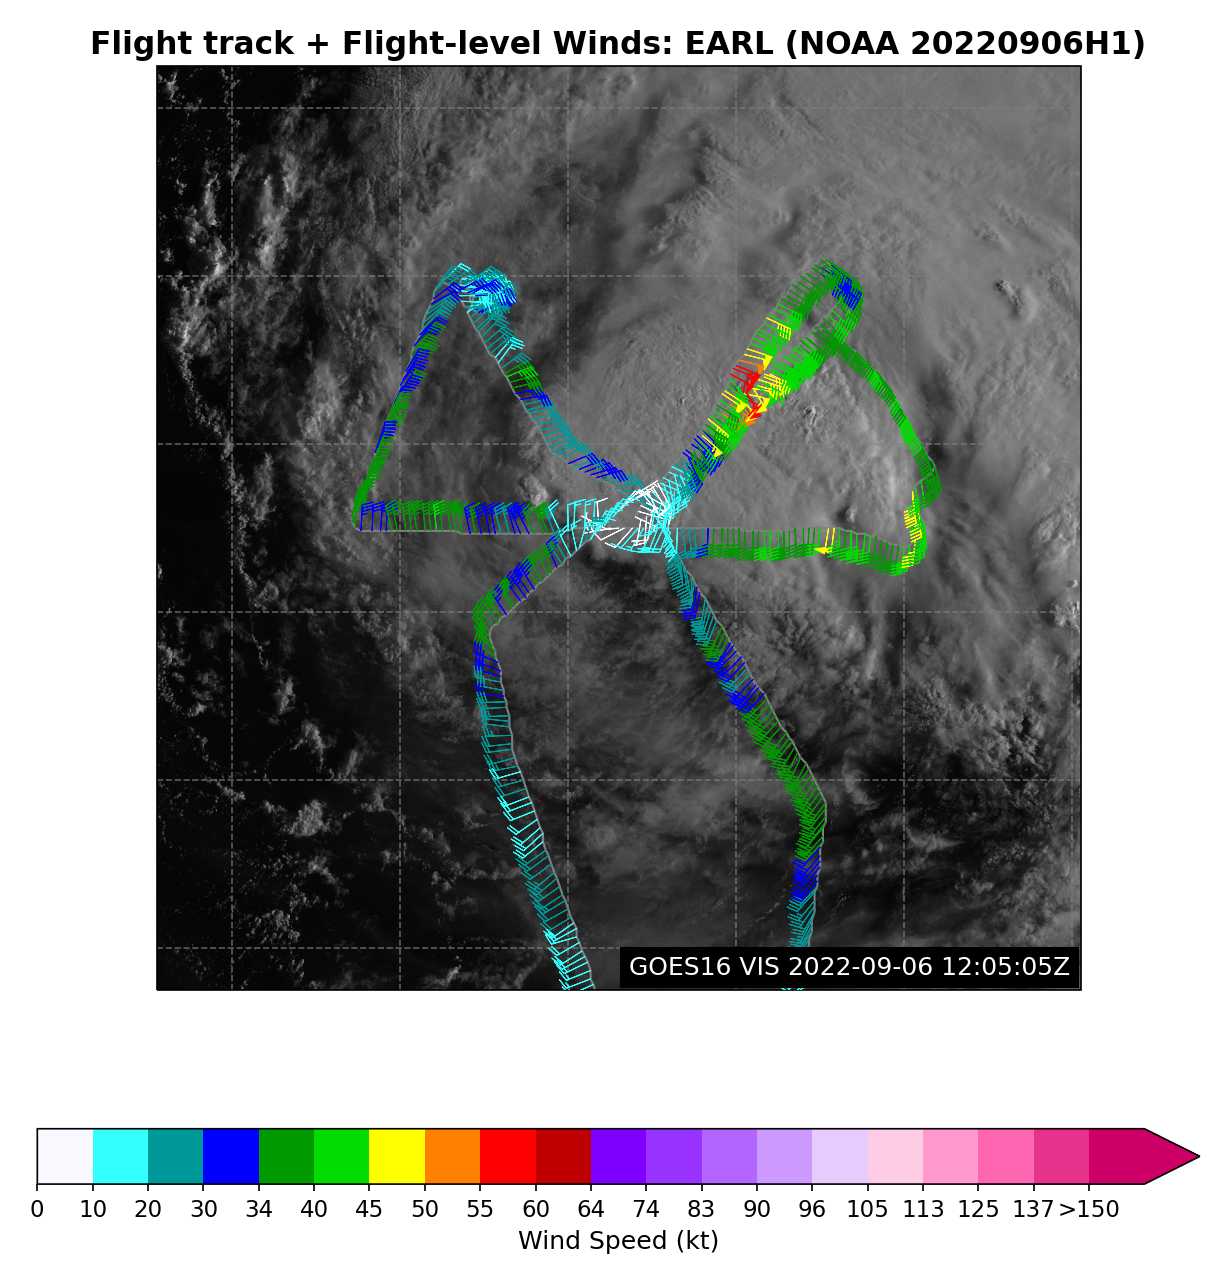 Flight track + Flight-level Winds: EARL (NOAA 20220906H1)
GOES16 VIS 2022-09-06 12:05:05Z
0 10 20 30 34 40 45 50 55 60 64 74 83 90 96 105 113 125 137 >150
Wind Speed (kt)